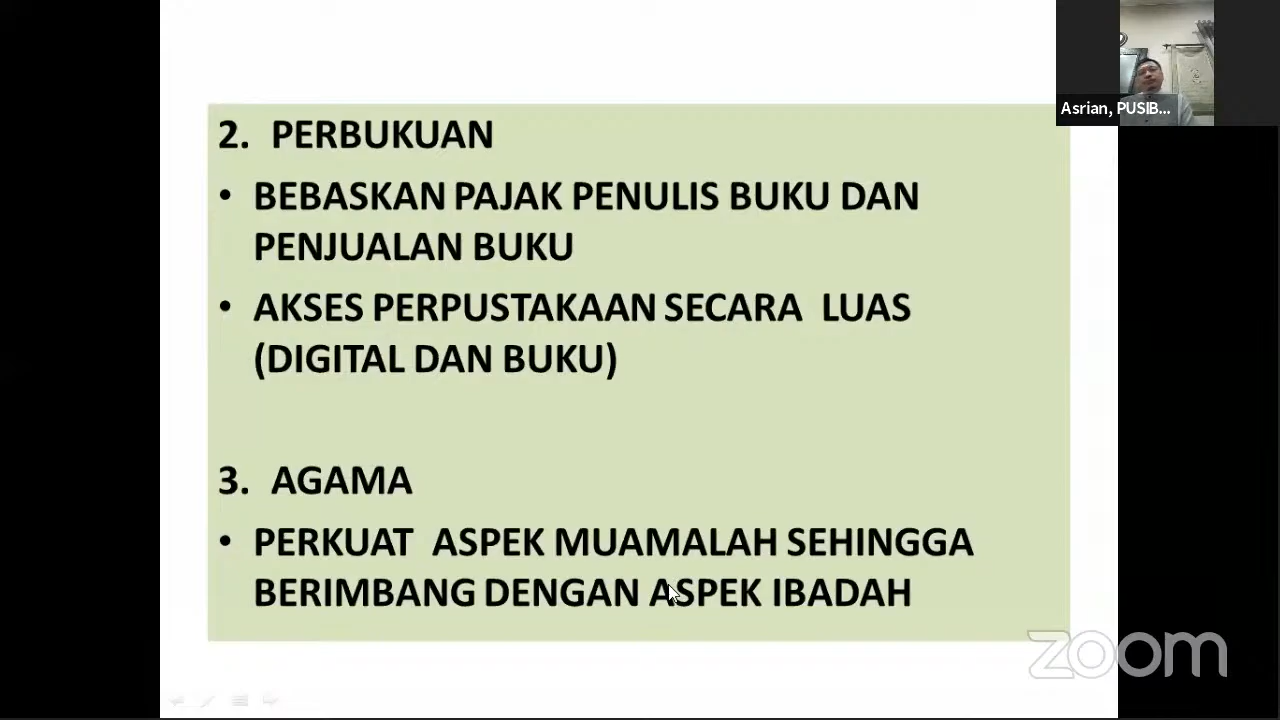 Asrian, PUSIB...
2. PERBUKUAN
• BEBASKAN PAJAK PENULIS BUKU DAN
PENJUALAN BUKU
• AKSES PERPUSTAKAAN SECARA LUAS
(DIGITAL DAN BUKU)
3. AGAMA
• PERKUAT ASPEK MUAMALAH SEHINGGA
BERIMBANG DENGAN ASPEK IBADAH
zoom